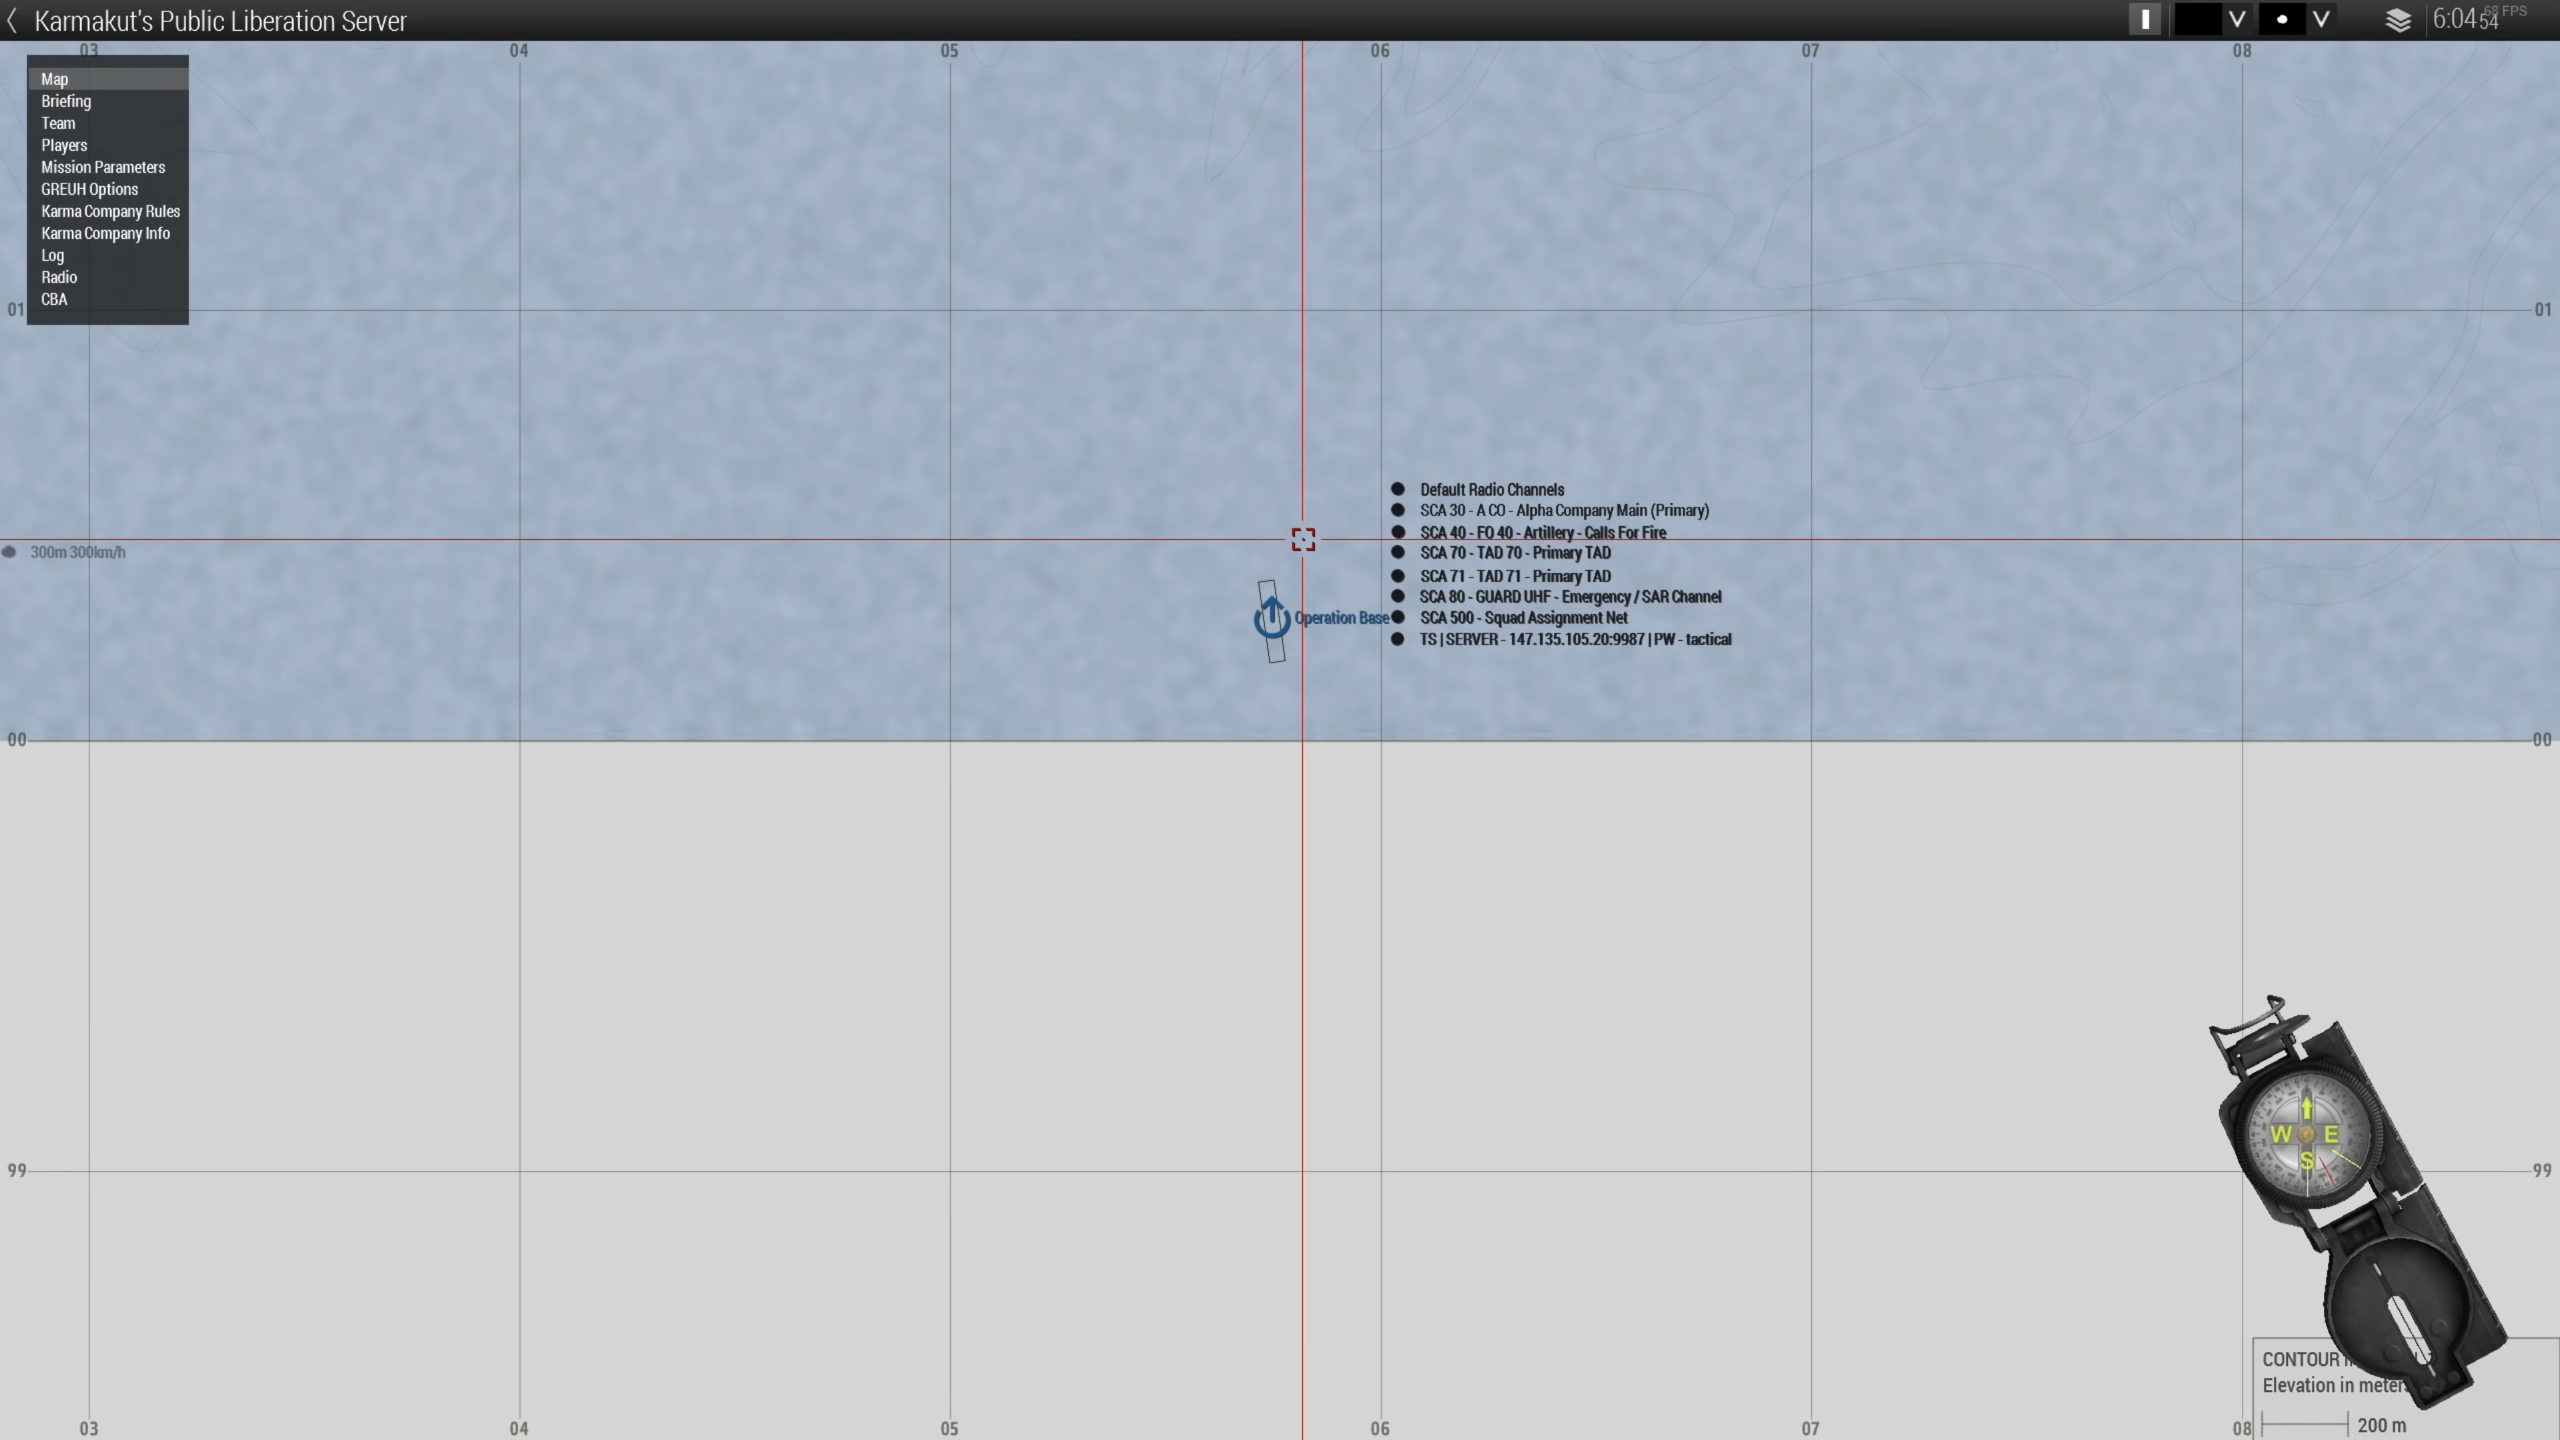 Karmakut's Public Liberation Server
6:04 54
68 FPS
03 04 05 06 07 08
Map
Briefing
Team
Players
Mission Parameters
GREUH Options
Karma Company Rules
Karma Company Info
Log
Radio
CBA
01 01
Default Radio Channels
SCA 30 - A CO - Alpha Company Main (Primary)
SCA 40 - FO 40 - Artillery - Calls For Fire
300m 300km/h
SCA 70 - TAD 70 - Primary TAD
SCA 71 - TAD 71 - Primary TAD
SCA 80 - GUARD UHF - Emergency / SAR Channel
Operation Base
SCA 500 - Squad Assignment Net
TS | SERVER - 147.135.105.20:9987 | PW - tactical
00 00
W E
S
99 99
CONTOUR
Elevation in meters
200 m
03 04 05 06 07 08